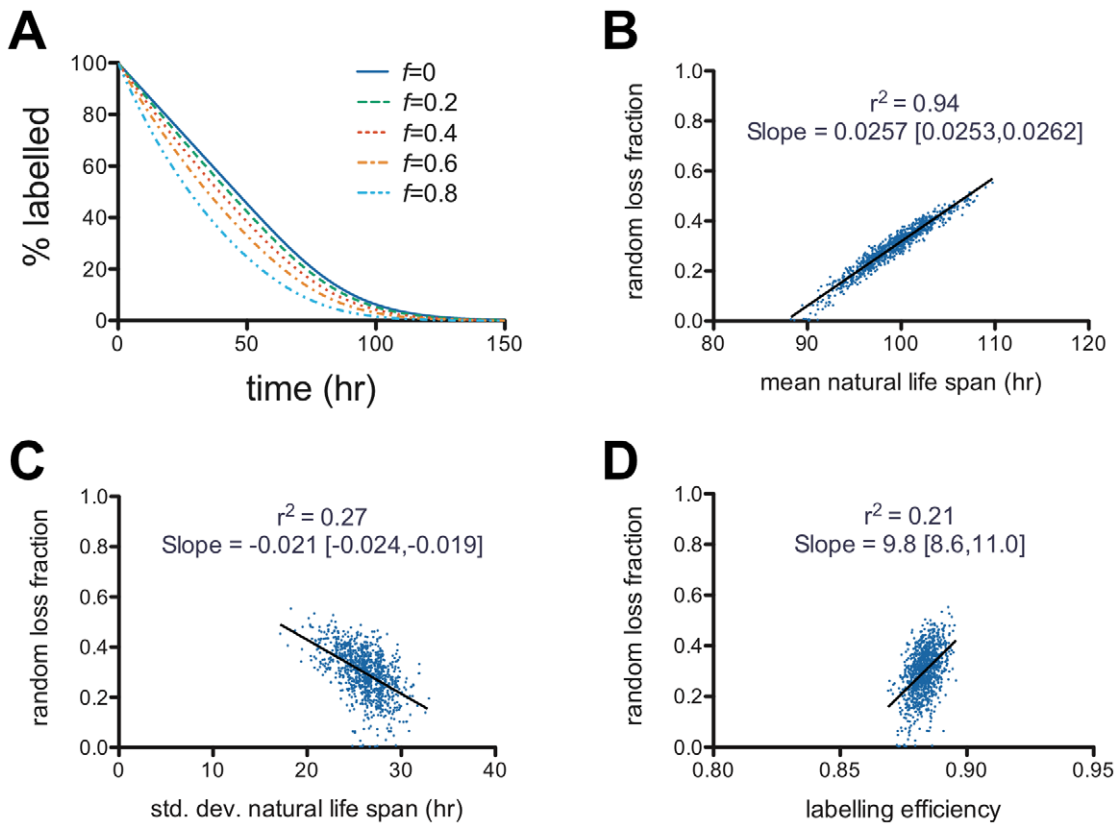 A
100
80
60
40
20
0
% labelled
0
50
100
150
time (hr)
f=0
f=0.2
f=0.4
f=0.6
f=0.8
B
r² = 0.94
Slope = 0.0257 [0.0253,0.0262]
1.0
0.8
0.6
0.4
0.2
0.0
random loss fraction
80
90
100
110
120
mean natural life span (hr)
C
r² = 0.27
Slope = -0.021 [-0.024,-0.019]
1.0
0.8
0.6
0.4
0.2
0.0
random loss fraction
0
10
20
30
40
std. dev. natural life span (hr)
D
r² = 0.21
Slope = 9.8 [8.6,11.0]
1.0
0.8
0.6
0.4
0.2
0.0
random loss fraction
0.80
0.85
0.90
0.95
labelling efficiency